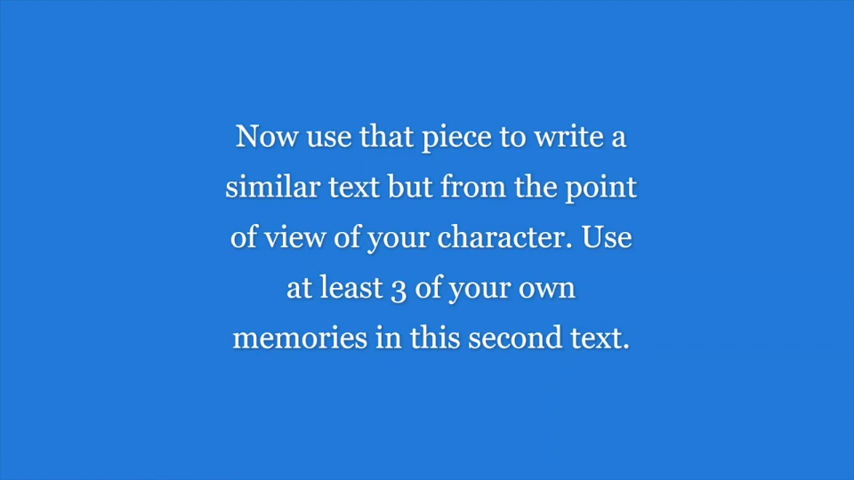 Now use that piece to write a
similar text but from the point
of view of your character. Use
at least 3 of your own
memories in this second text.